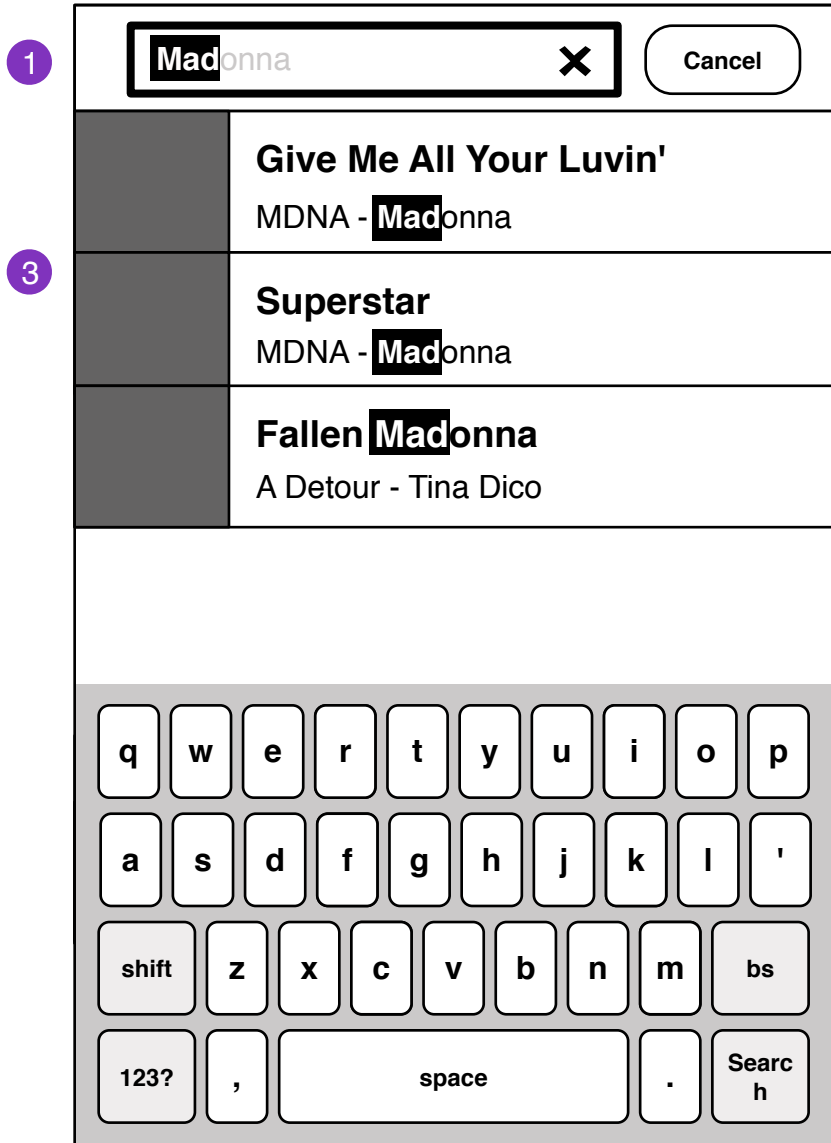 1
Madonna ✕ Cancel
Give Me All Your Luvin'
MDNA - Madonna
3
Superstar
MDNA - Madonna
Fallen Madonna
A Detour - Tina Dico
q w e r t y u i o p
a s d f g h j k l '
shift z x c v b n m bs
123? , space . Searc
h